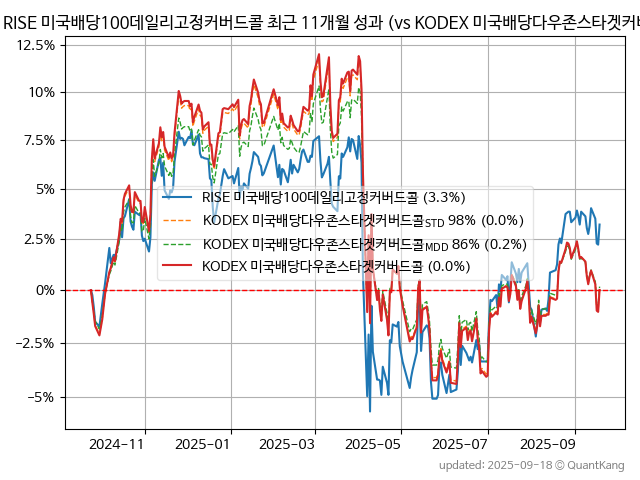 RISE 미국배당100데일리고정커버드콜 최근 11개월 성과 (vs KODEX 미국배당다우존스타겟커버
12.5%
10%
7.5%
5%
2.5%
0%
−2.5%
−5%
RISE 미국배당100데일리고정커버드콜 (3.3%)
KODEX 미국배당다우존스타겟커버드콜STD 98% (0.0%)
KODEX 미국배당다우존스타겟커버드콜MDD 86% (0.2%)
KODEX 미국배당다우존스타겟커버드콜 (0.0%)
2024−11 2025−01 2025−03 2025−05 2025−07 2025−09
updated: 2025-09-18 ⓒ QuantKang